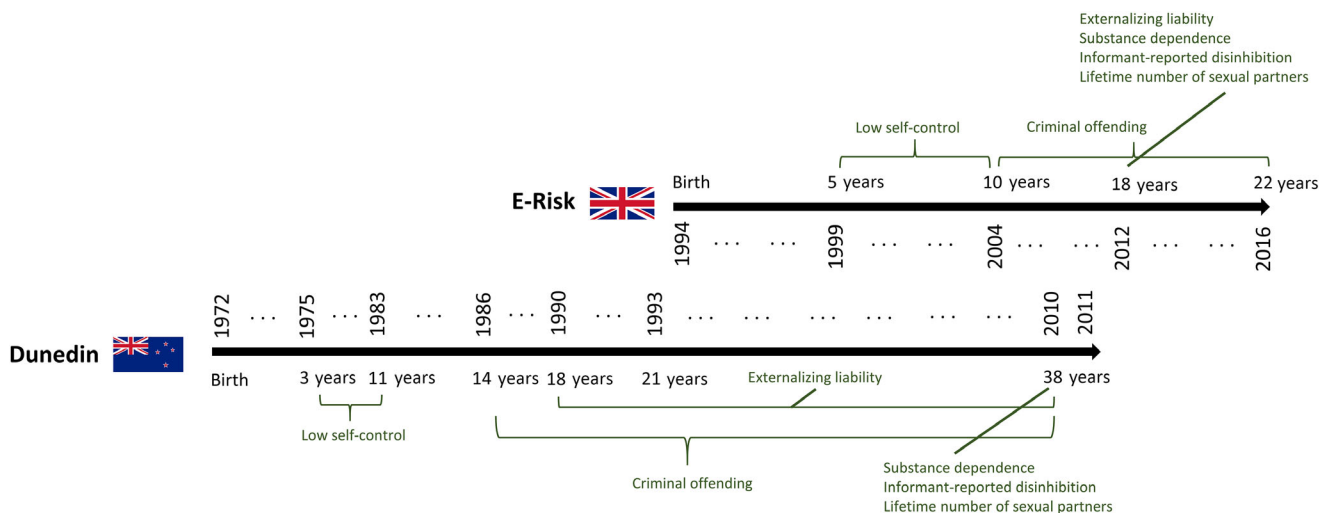 Externalizing liability
Substance dependence
Informant-reported disinhibition
Lifetime number of sexual partners
Low self-control
Criminal offending
Birth
5 years
10 years
18 years
22 years
E-Risk
1994 ... ... 1999 ... ... 2004 ... ... 2012 ... ... 2016
1972 ... 1975 ... 1983 ... 1986 ... 1990 ... 1993 ... ... ... ... ... ... 2010 2011
Dunedin
Birth
3 years
11 years
14 years
18 years
21 years
Externalizing liability
38 years
Low self-control
Criminal offending
Substance dependence
Informant-reported disinhibition
Lifetime number of sexual partners